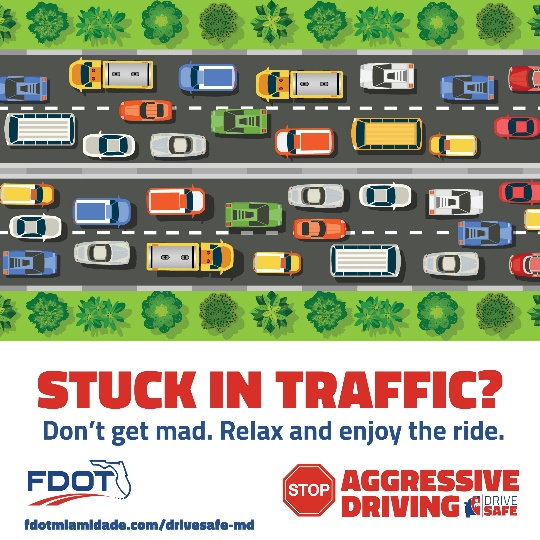 STUCK IN TRAFFIC?
Don't get mad. Relax and enjoy the ride.
FDOT
fdotmiamidade.com/drivesafe-md
STOP
AGGRESSIVE
DRIVING
DRIVE
SAFE